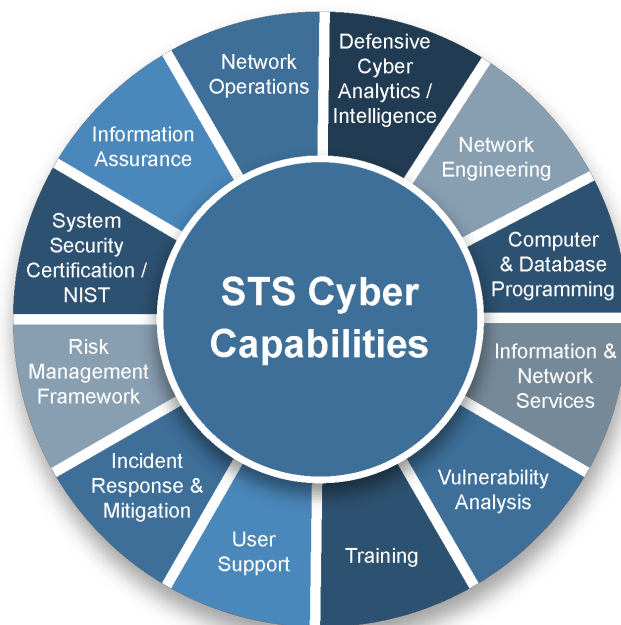 Network
Operations
Defensive
Cyber
Analytics /
Intelligence
Network
Engineering
Computer
& Database
Programming
Information &
Network
Services
Vulnerability
Analysis
Training
User
Support
Incident
Response &
Mitigation
Risk
Management
Framework
System
Security
Certification /
NIST
Information
Assurance
STS Cyber
Capabilities